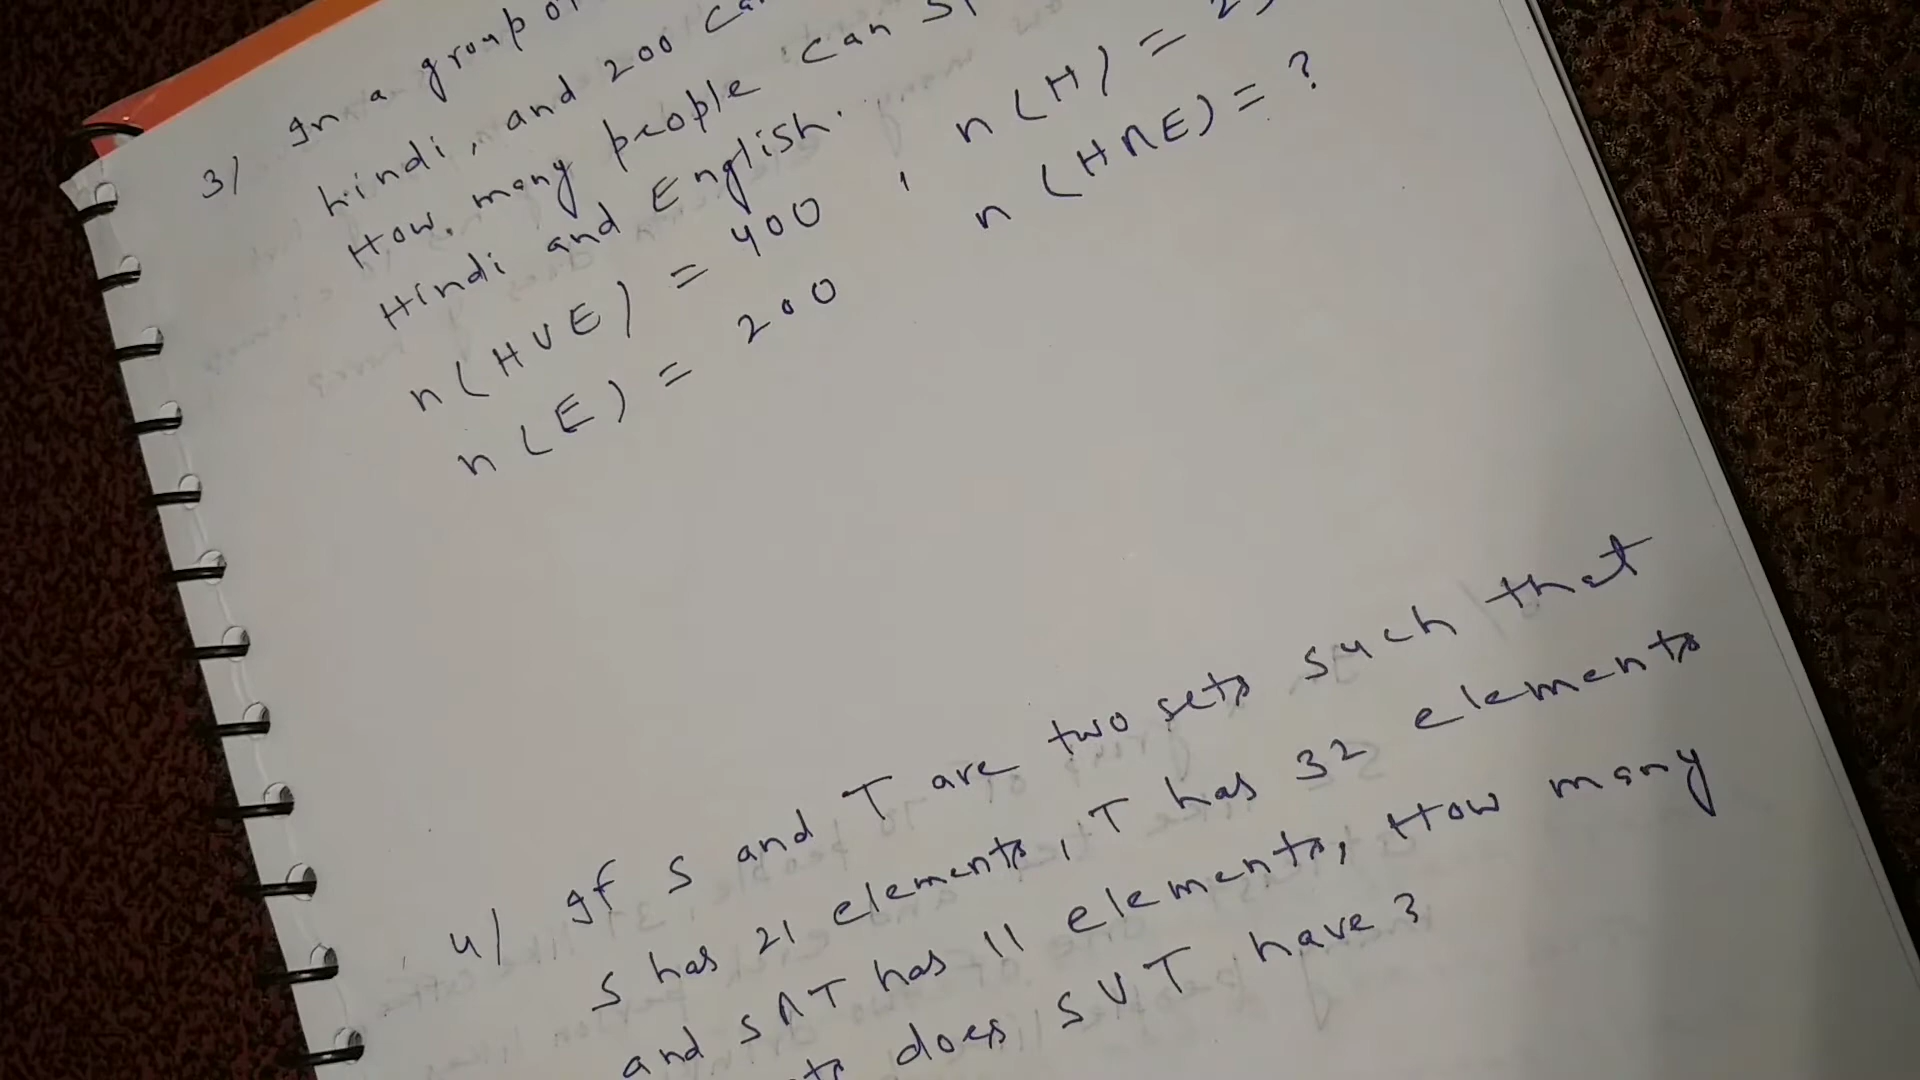 3) In a group of
hindi, and 200
How many people can
Hindi and English.
n(H∪E) = 400 , n(H) =
n(E) = 200 n(H∩E) = ?
4) If S and T are two sets such that
S has 21 elements, T has 32 elements
and S∩T has 11 elements, How many
does S∪T have?